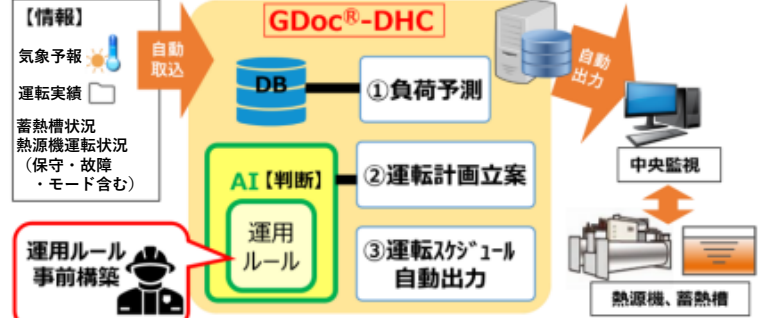 【情報】
気象予報
運転実績
蓄熱槽状況
熱源機運転状況
（保守・故障
・モード含む）
自動
取込
GDoc®-DHC
DB
①負荷予測
AI【判断】
運用
ルール
②運転計画立案
③運転ｽｹｼﾞｭｰﾙ
自動出力
運用ルール
事前構築
自動
出力
中央監視
熱源機、蓄熱槽